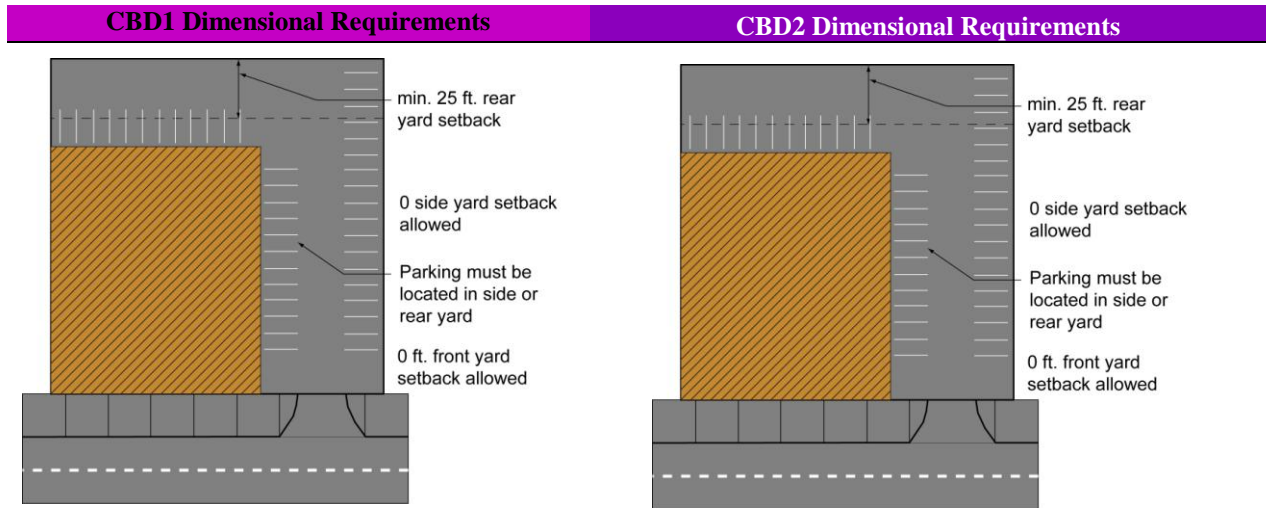 CBD1 Dimensional Requirements
min. 25 ft. rear
yard setback
0 side yard setback
allowed
Parking must be
located in side or
rear yard
0 ft. front yard
setback allowed
CBD2 Dimensional Requirements
min. 25 ft. rear
yard setback
0 side yard setback
allowed
Parking must be
located in side or
rear yard
0 ft. front yard
setback allowed